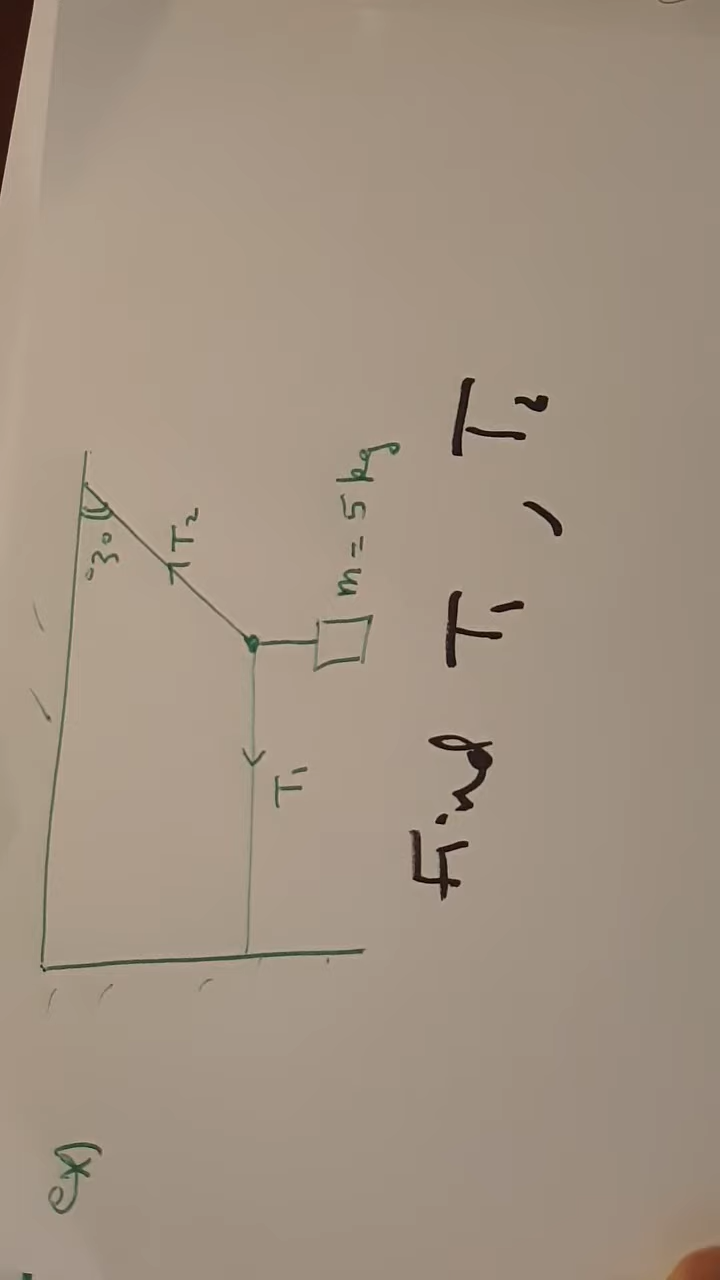 ex)
30°
T₂
T₁
m = 5 kg
Find T₁ , T₂